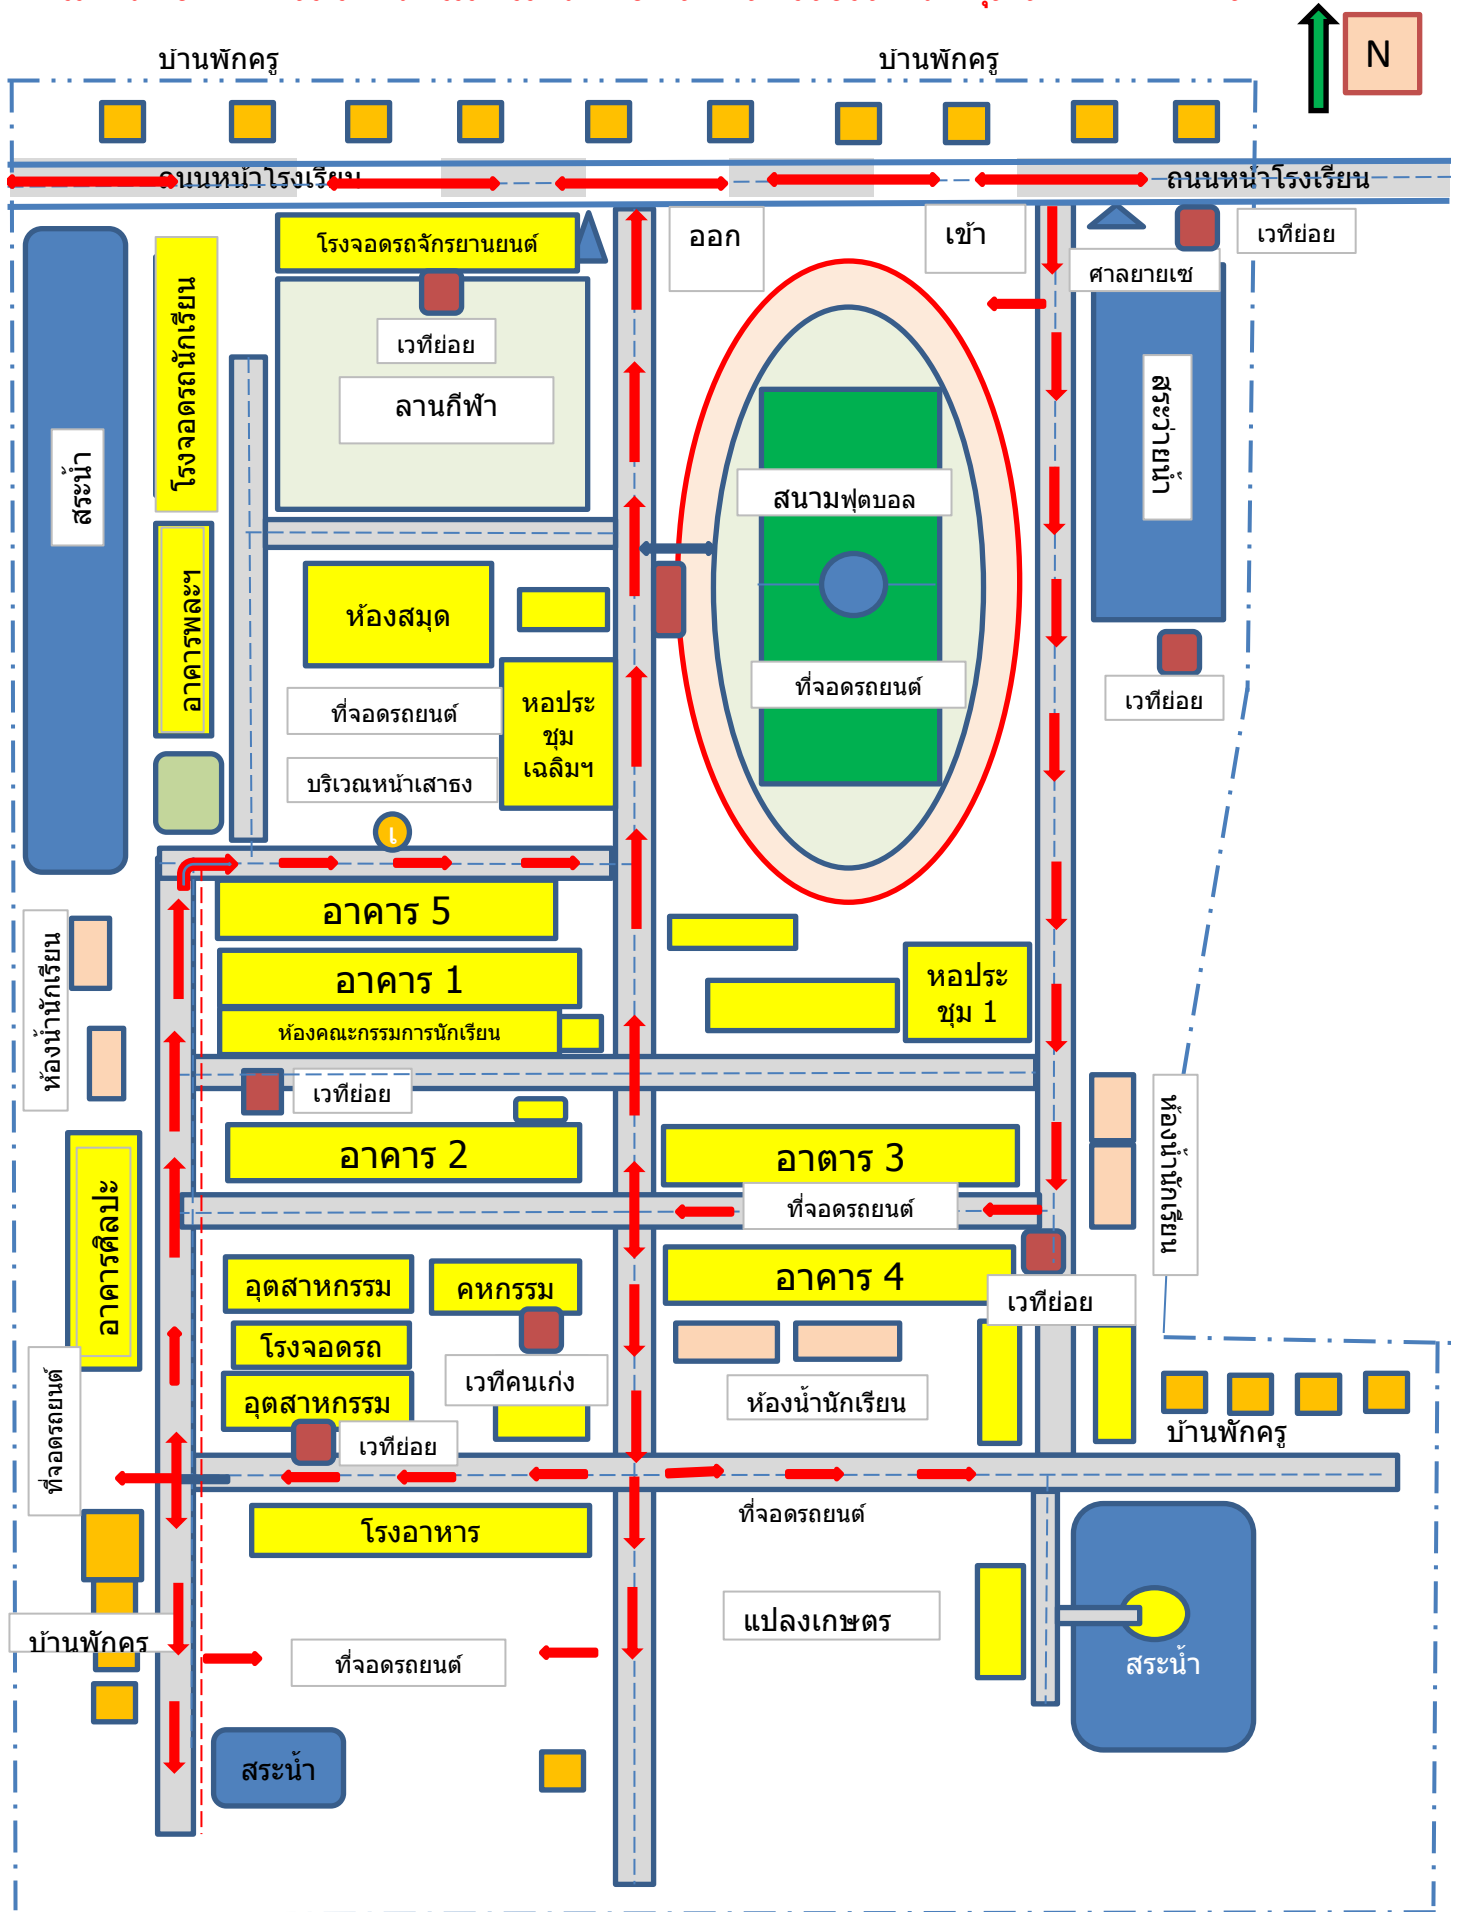 บ้านพักครู
บ้านพักครู
N
ถนนหน้าโรงเรียน
ถนนหน้าโรงเรียน
โรงจอดรถจักรยานยนต์
ออก
เข้า
เวทีย่อย
ศาลยายเซ
โรงจอดรถนักเรียน
เวทีย่อย
ลานกีฬา
สระว่ายน้ำ
สระน้ำ
สนามฟุตบอล
อาคารพละฯ
ห้องสมุด
ที่จอดรถยนต์
เวทีย่อย
ที่จอดรถยนต์
หอประ
ชุม
เฉลิมฯ
บริเวณหน้าเสาธง
เ
อาคาร 5
ห้องน้ำนักเรียน
อาคาร 1
หอประ
ชุม 1
ห้องคณะกรรมการนักเรียน
เวทีย่อย
อาคาร 2
อาตาร 3
ห้องน้ำนักเรียน
ที่จอดรถยนต์
อาคารศิลปะ
อุตสาหกรรม
คหกรรม
อาคาร 4
เวทีย่อย
โรงจอดรถ
เวทีคนเก่ง
อุตสาหกรรม
ห้องน้ำนักเรียน
บ้านพักครู
ที่จอดรถยนต์
เวทีย่อย
ที่จอดรถยนต์
โรงอาหาร
แปลงเกษตร
บ้านพักคร
ที่จอดรถยนต์
สระน้ำ
สระน้ำ